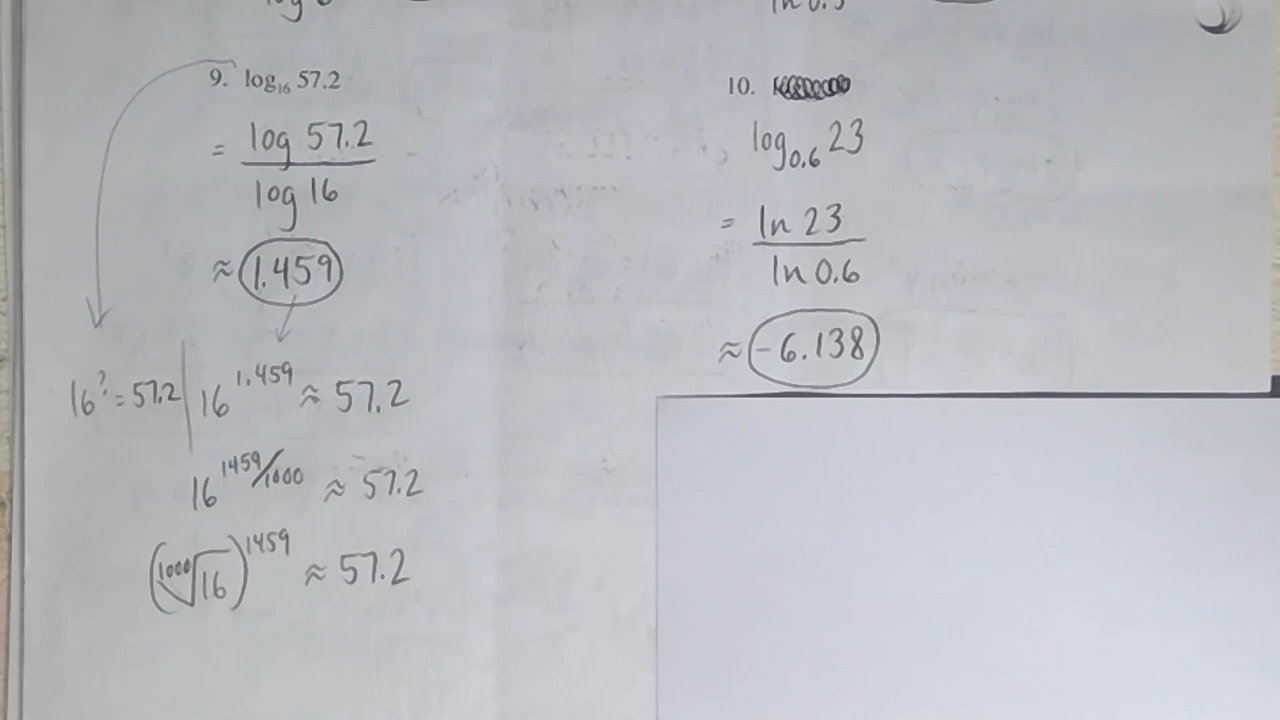 9. log₁₆ 57.2
= log 57.2
log 16
≈ 1.459
16^? = 57.2 | 16^1.459 ≈ 57.2
16^1459/1000 ≈ 57.2
(¹⁰⁰⁰√16)^1459 ≈ 57.2
10.
log₀.₆ 23
= ln 23
ln 0.6
≈ -6.138